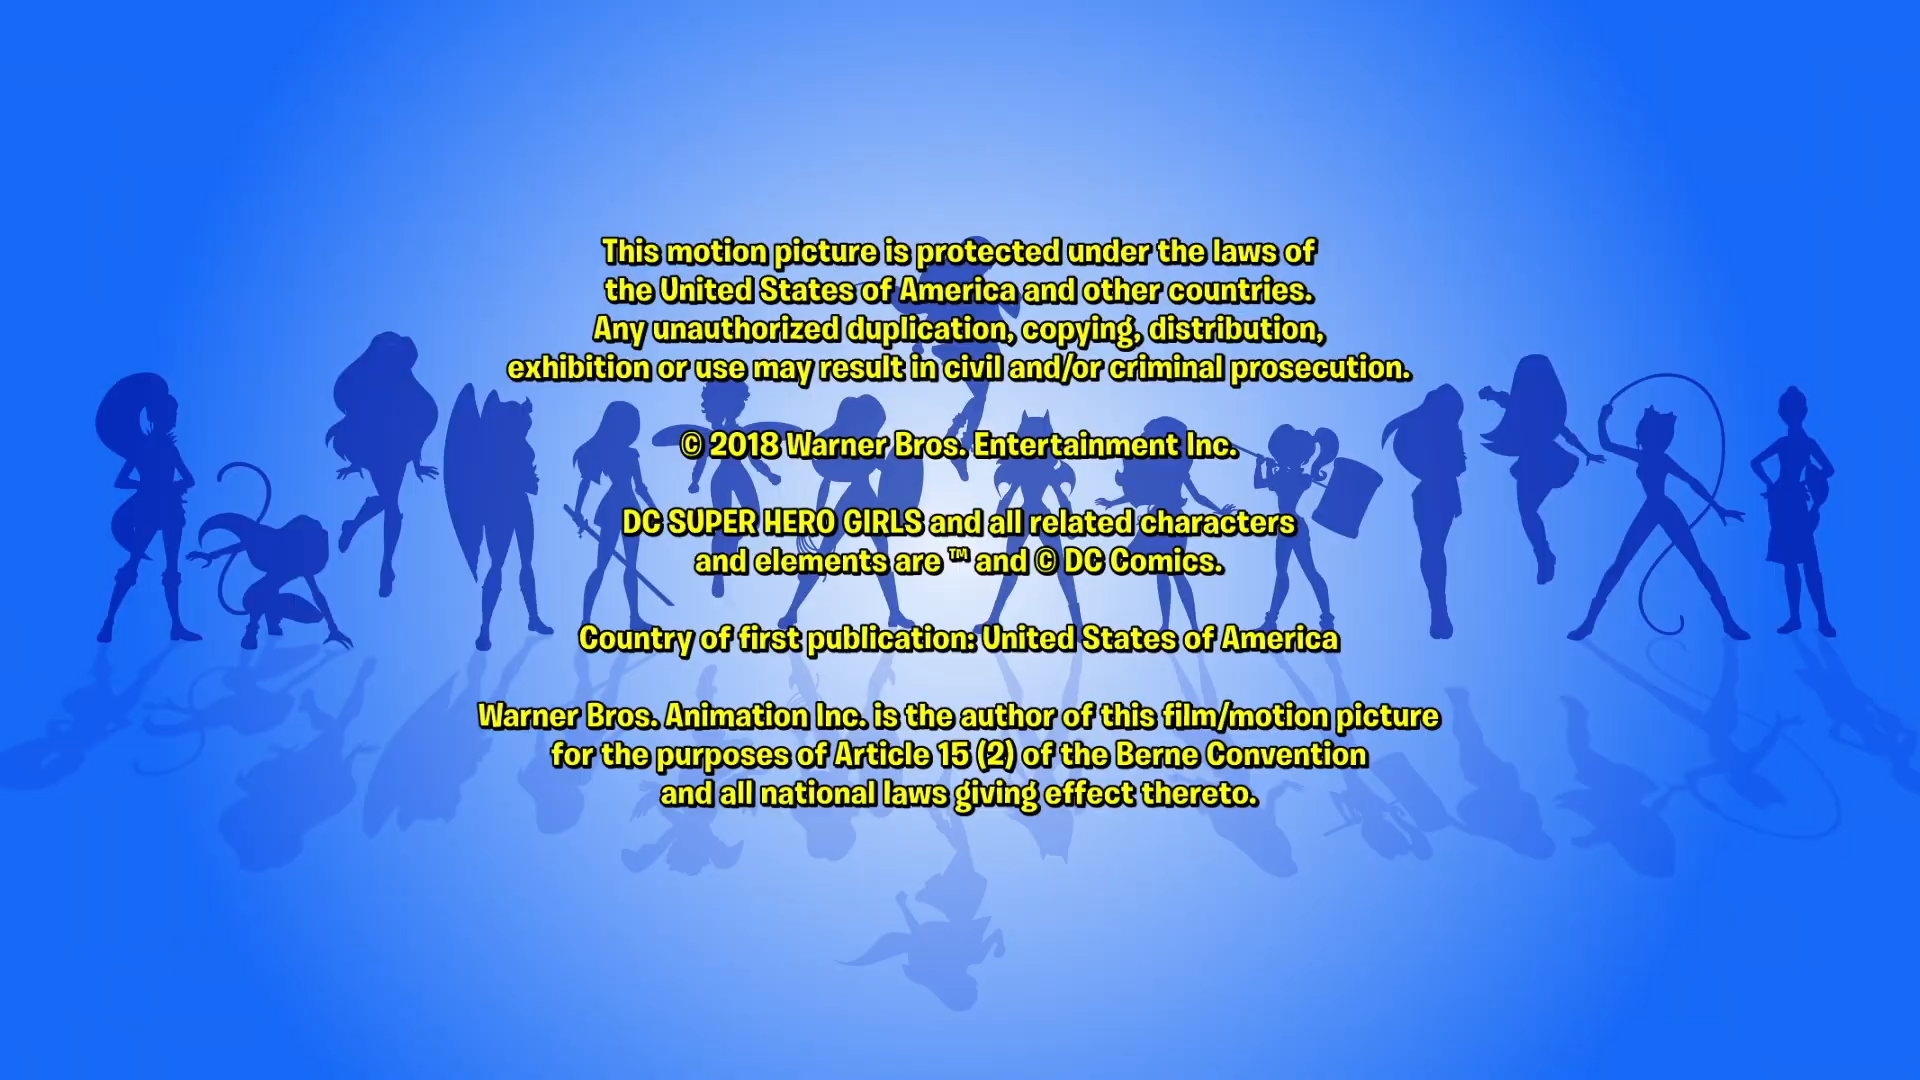 This motion picture is protected under the laws of
the United States of America and other countries.
Any unauthorized duplication, copying, distribution,
exhibition or use may result in civil and/or criminal prosecution.
© 2018 Warner Bros. Entertainment Inc.
DC SUPER HERO GIRLS and all related characters
and elements are ™ and © DC Comics.
Country of first publication: United States of America
Warner Bros. Animation Inc. is the author of this film/motion picture
for the purposes of Article 15 (2) of the Berne Convention
and all national laws giving effect thereto.